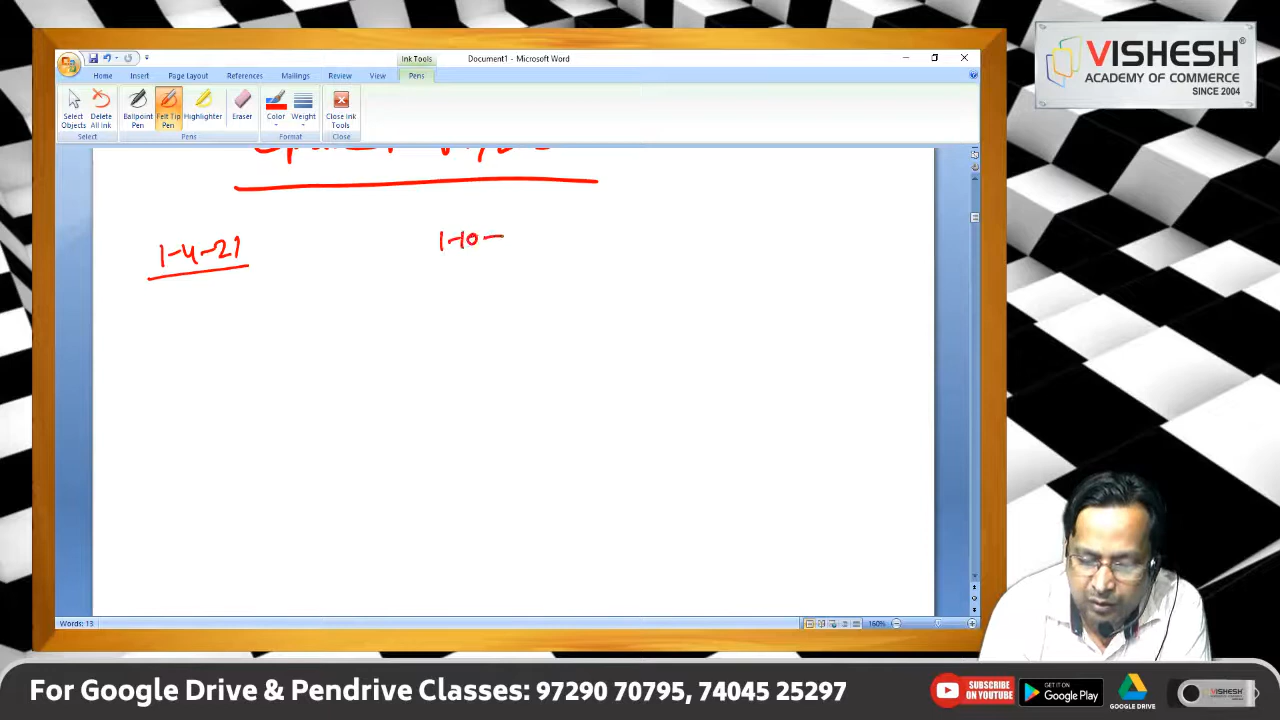 Ink Tools
Document1 - Microsoft Word
Home Insert Page Layout References Mailings Review View Pens
Select Objects
Delete All Ink
Ballpoint Pen
Felt Tip Pen
Highlighter
Eraser
Color
Weight
Close Ink Tools
Select
Pens
Format
Close
VISHESH®
ACADEMY OF COMMERCE
SINCE 2004
1-4-21
1-10-
Words: 13
160%
For Google Drive & Pendrive Classes: 97290 70795, 74045 25297
SUBSCRIBE
ON YOUTUBE
GET IT ON
Google Play
GOOGLE DRIVE
VISHESH